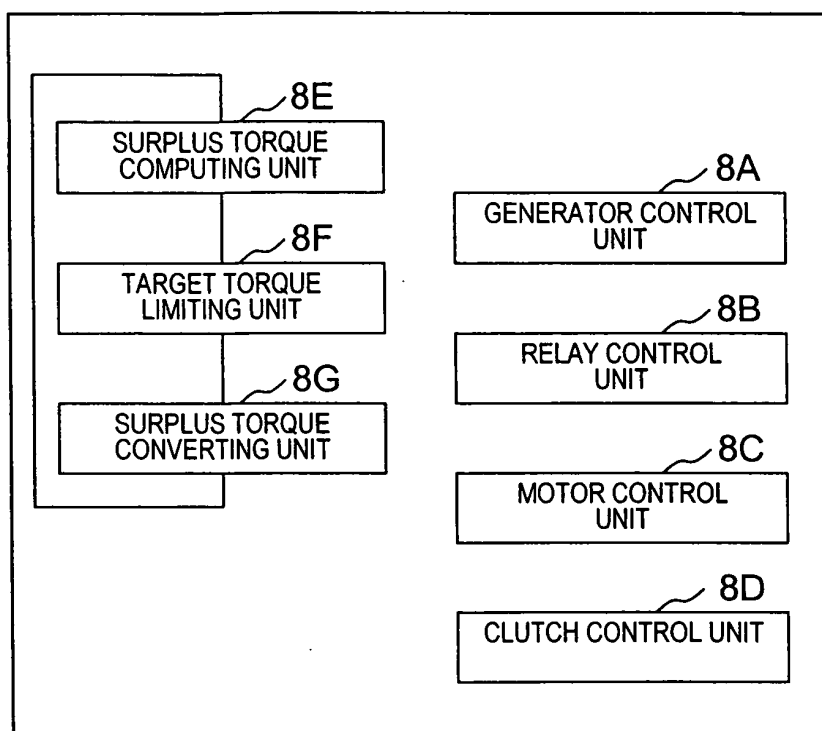 8E
SURPLUS TORQUE
COMPUTING UNIT
8F
TARGET TORQUE
LIMITING UNIT
8G
SURPLUS TORQUE
CONVERTING UNIT
8A
GENERATOR CONTROL
UNIT
8B
RELAY CONTROL
UNIT
8C
MOTOR CONTROL
UNIT
8D
CLUTCH CONTROL UNIT